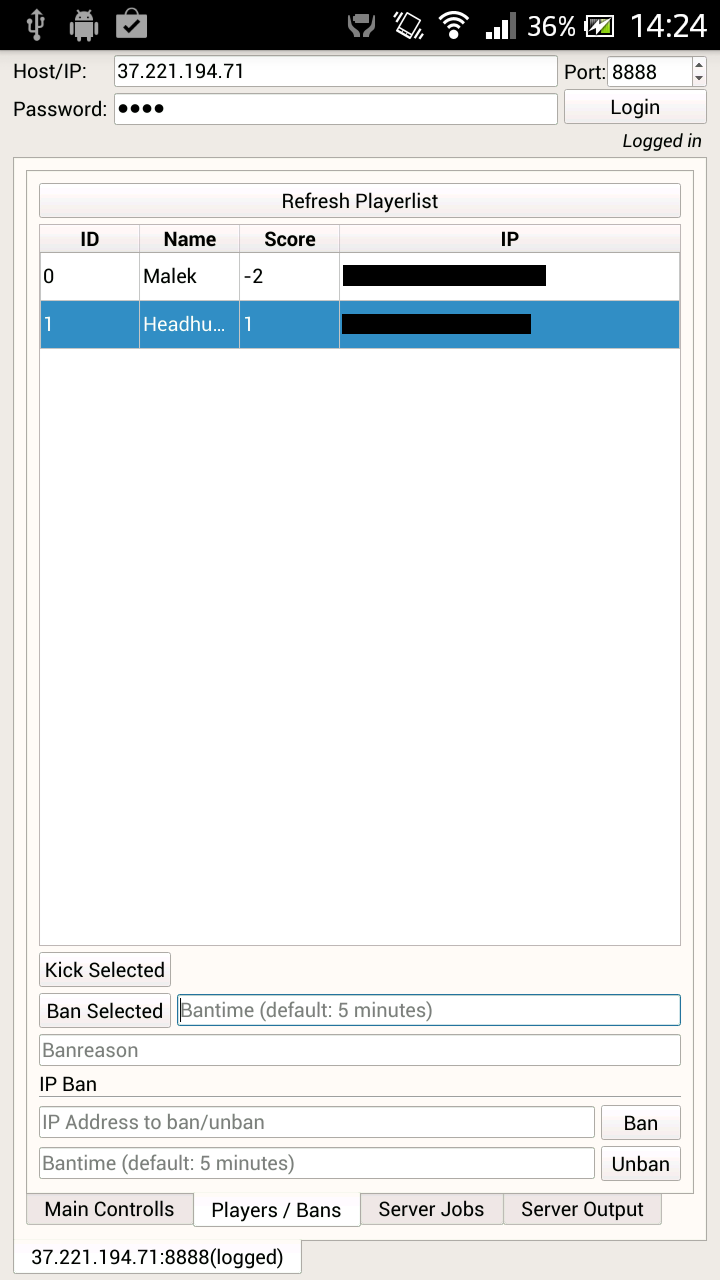 36% 14:24
Host/IP: 37.221.194.71 Port: 8888
Password: ●●●● Login
Logged in
Refresh Playerlist
ID Name Score IP
0 Malek -2
1 Headhu... 1
Kick Selected
Ban Selected Bantime (default: 5 minutes)
Banreason
IP Ban
IP Address to ban/unban Ban
Bantime (default: 5 minutes) Unban
Main Controlls Players / Bans Server Jobs Server Output
37.221.194.71:8888(logged)